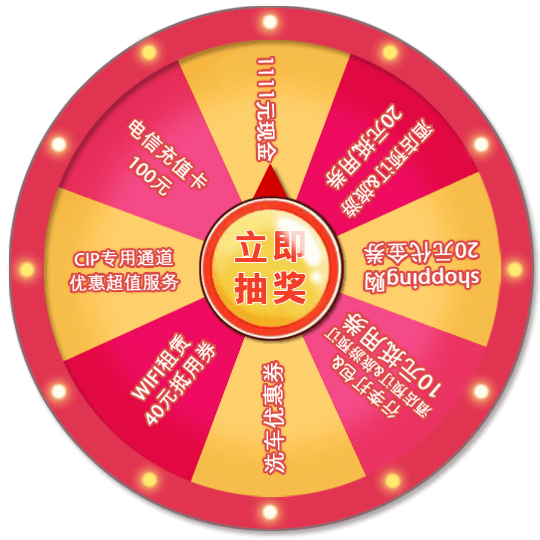 立即
抽奖
1111元现金
酒店预订&旅游
20元抵用券
shopping购
20元代金券
行李打包&
酒店预订&旅游预订
10元抵用券
洗车优惠券
WIFI租赁
40元抵用券
CIP专用通道
优惠超值服务
电信充值卡
100元